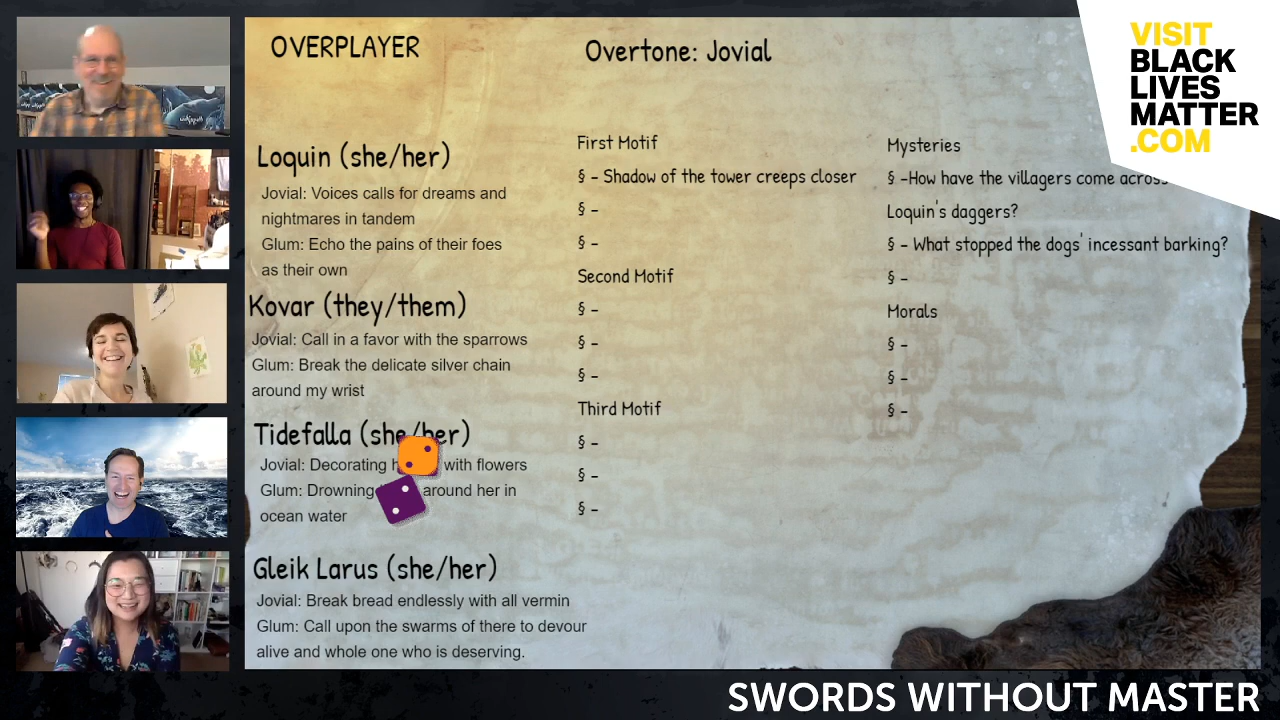 OVERPLAYER
Loquin (she/her)
Jovial: Voices calls for dreams and
nightmares in tandem
Glum: Echo the pains of their foes
as their own
Kovar (they/them)
Jovial: Call in a favor with the sparrows
Glum: Break the delicate silver chain
around my wrist
Tidefalla (she/her)
Jovial: Decorating with flowers
Glum: Drowning around her in
ocean water
Gleik Larus (she/her)
Jovial: Break bread endlessly with all vermin
Glum: Call upon the swarms of there to devour
alive and whole one who is deserving.
Overtone: Jovial
First Motif
§ - Shadow of the tower creeps closer
§ -
§ -
Second Motif
§ -
§ -
§ -
Third Motif
§ -
§ -
§ -
Mysteries
§ -How have the villagers come across
Loquin's daggers?
§ - What stopped the dogs' incessant barking?
§ -
Morals
§ -
§ -
§ -
VISIT
BLACK
LIVES
MATTER
.COM
SWORDS WITHOUT MASTER